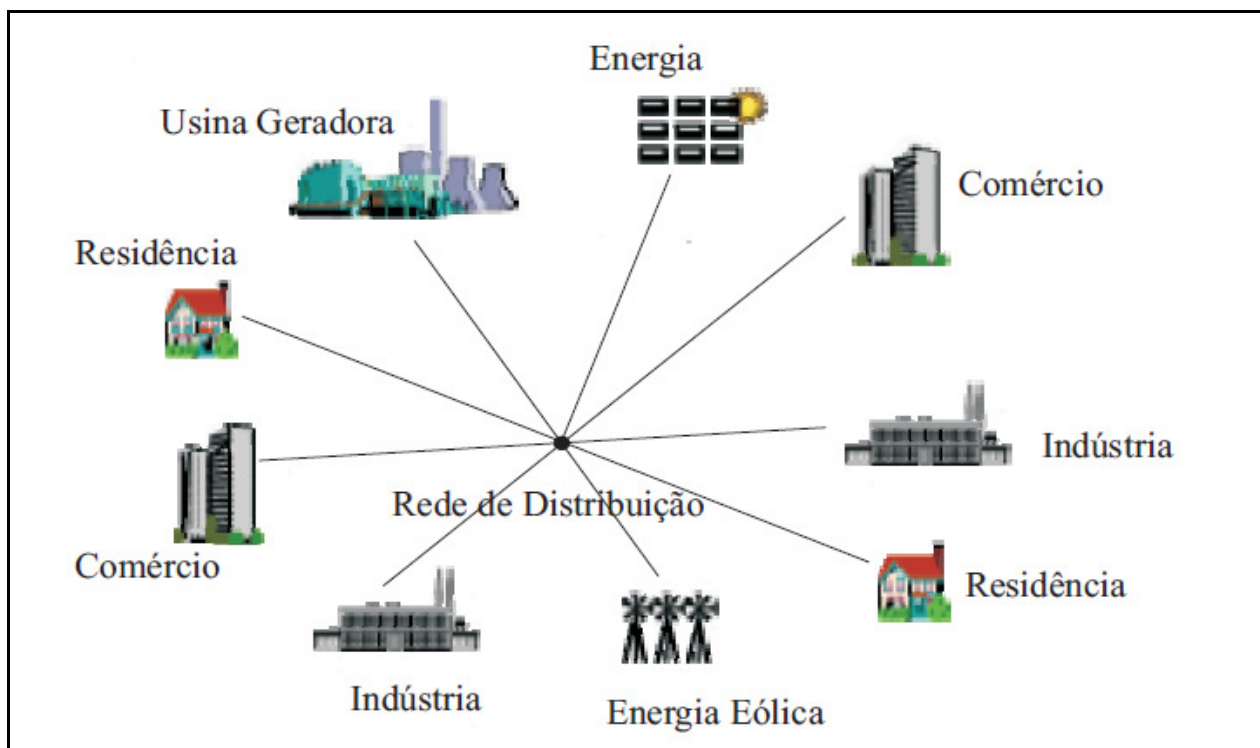 Energia
Usina Geradora
Comércio
Residência
Indústria
Rede de Distribuição
Comércio
Residência
Indústria
Energia Eólica